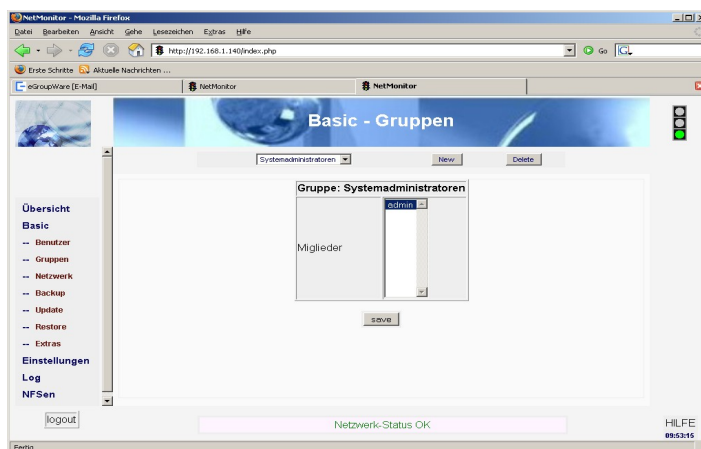 NetMonitor - Mozilla Firefox
Datei Bearbeiten Ansicht Gehe Lesezeichen Extras Hilfe
http://192.168.1.140/index.php
Go
Erste Schritte Aktuelle Nachrichten ...
eGroupWare [E-Mail] NetMonitor NetMonitor
Basic - Gruppen
Systemadministratoren New Delete
Gruppe: Systemadministratoren
admin
Miglieder
save
Übersicht
Basic
-- Benutzer
-- Gruppen
-- Netzwerk
-- Backup
-- Update
-- Restore
-- Extras
Einstellungen
Log
NFSen
logout
Netzwerk-Status OK
HILFE
09:53:15
Fertig